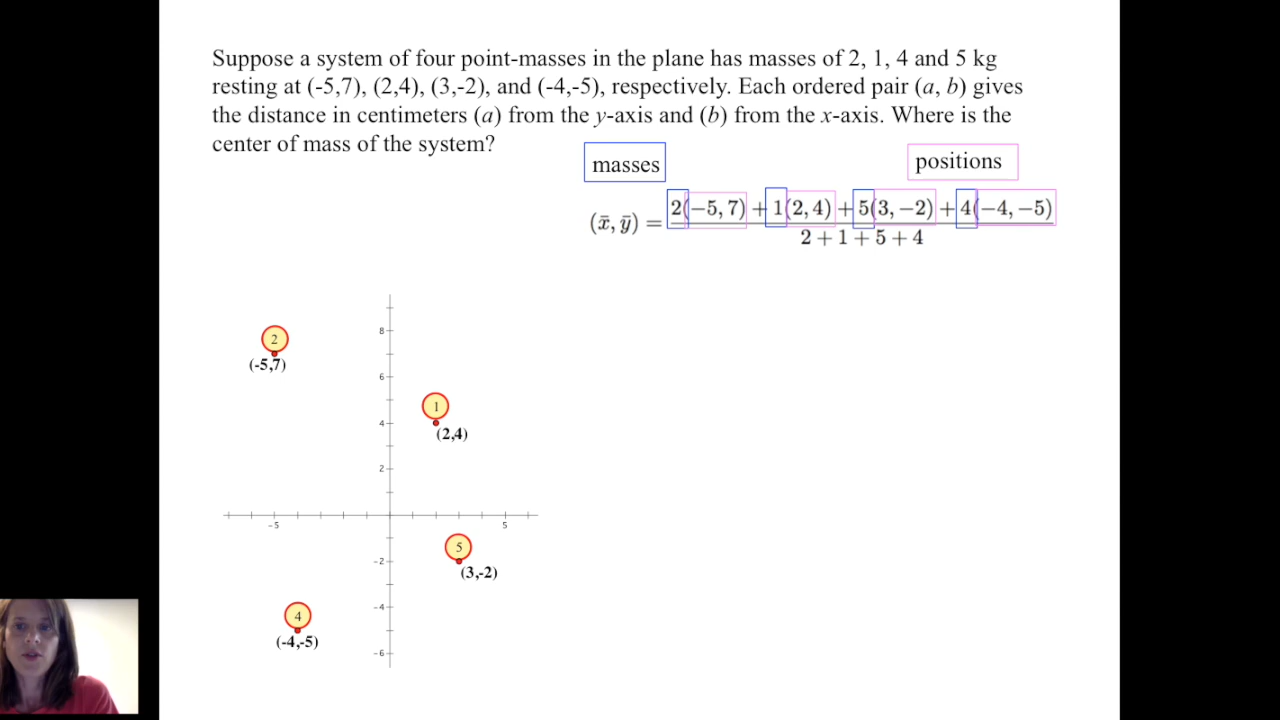 Suppose a system of four point-masses in the plane has masses of 2, 1, 4 and 5 kg
resting at (-5,7), (2,4), (3,-2), and (-4,-5), respectively. Each ordered pair (a, b) gives
the distance in centimeters (a) from the y-axis and (b) from the x-axis. Where is the
center of mass of the system?
masses
positions
2(−5, 7) + 1(2, 4) + 5(3, −2) + 4(−4, −5)
(x̄, ȳ) =
2 + 1 + 5 + 4
8
2
(-5,7)
6
1
4
(2,4)
2
-5
5
5
-2
(3,-2)
-4
4
(-4,-5)
-6